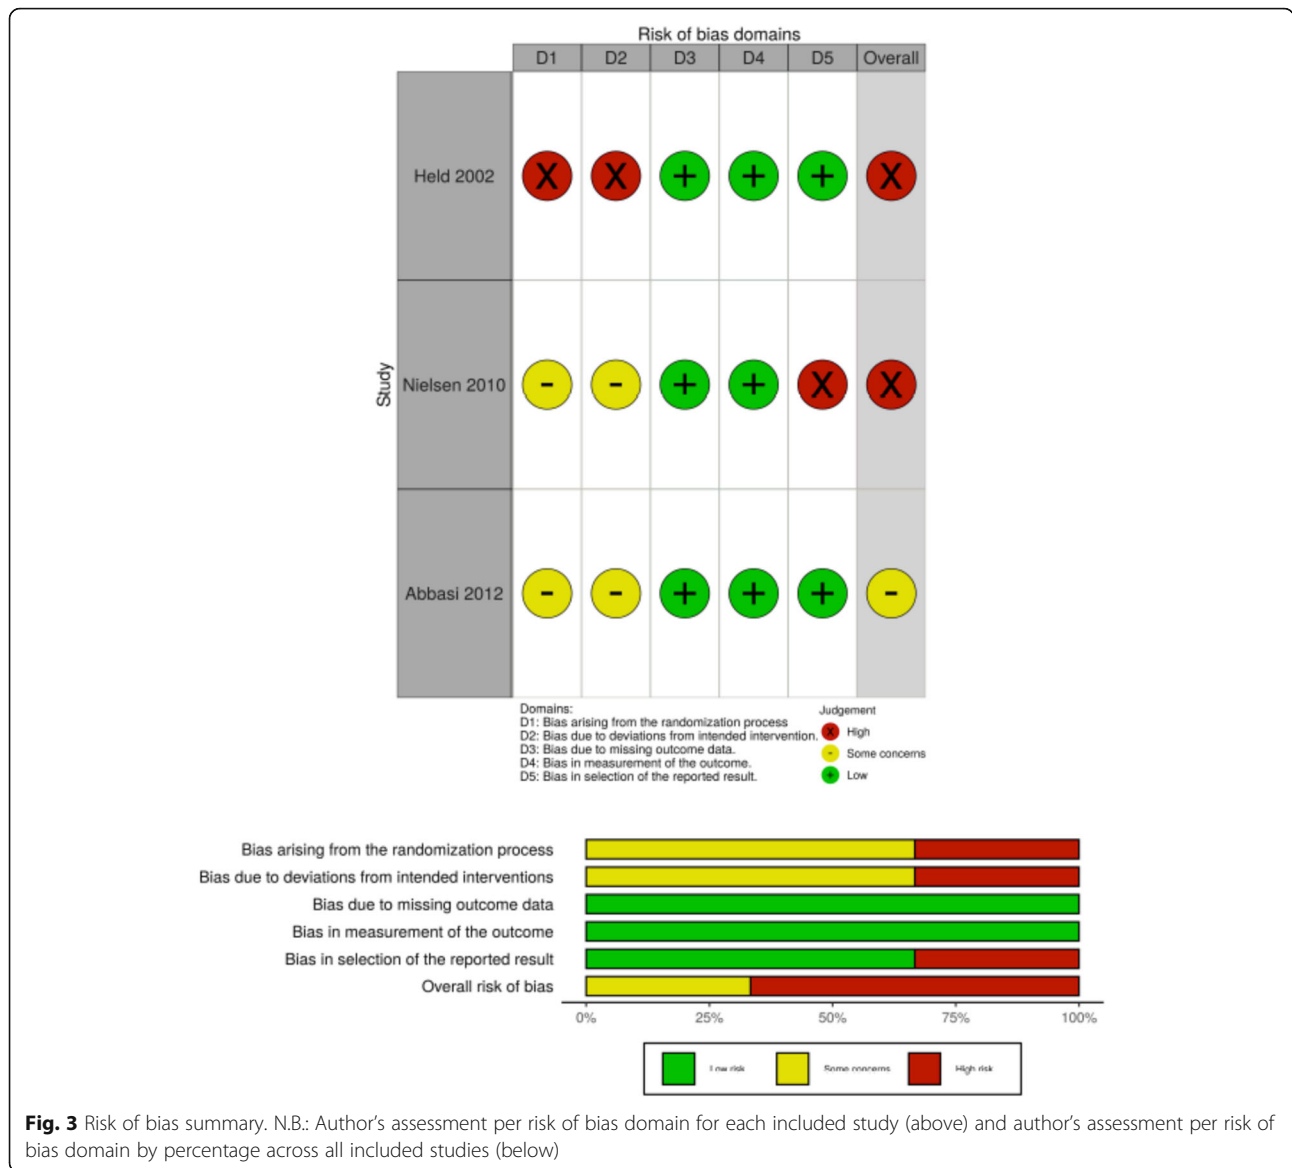 Risk of bias domains
D1 D2 D3 D4 D5 Overall
Study
Held 2002 X X + + + X
Nielsen 2010 - - + + X X
Abbasi 2012 - - + + + -
Domains:
D1: Bias arising from the randomization process
D2: Bias due to deviations from intended intervention.
D3: Bias due to missing outcome data.
D4: Bias in measurement of the outcome.
D5: Bias in selection of the reported result.
Judgement
X High
- Some concerns
+ Low
Bias arising from the randomization process
Bias due to deviations from intended interventions
Bias due to missing outcome data
Bias in measurement of the outcome
Bias in selection of the reported result
Overall risk of bias
0% 25% 50% 75% 100%
Low risk Some concerns High risk
Fig. 3 Risk of bias summary. N.B.: Author's assessment per risk of bias domain for each included study (above) and author's assessment per risk of
bias domain by percentage across all included studies (below)